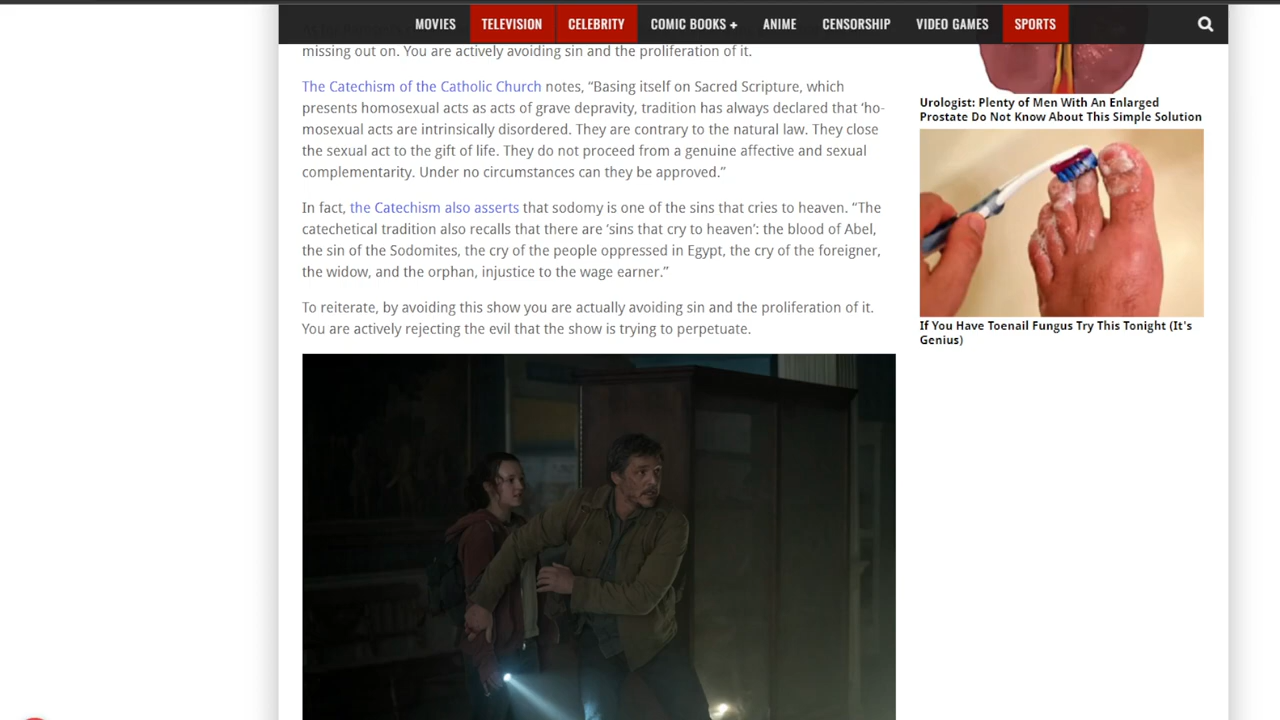 MOVIES TELEVISION CELEBRITY COMIC BOOKS + ANIME CENSORSHIP VIDEO GAMES SPORTS
missing out on. You are actively avoiding sin and the proliferation of it.
The Catechism of the Catholic Church notes, “Basing itself on Sacred Scripture, which
presents homosexual acts as acts of grave depravity, tradition has always declared that ‘ho-
mosexual acts are intrinsically disordered. They are contrary to the natural law. They close
the sexual act to the gift of life. They do not proceed from a genuine affective and sexual
complementarity. Under no circumstances can they be approved.”
In fact, the Catechism also asserts that sodomy is one of the sins that cries to heaven. “The
catechetical tradition also recalls that there are ‘sins that cry to heaven’: the blood of Abel,
the sin of the Sodomites, the cry of the people oppressed in Egypt, the cry of the foreigner,
the widow, and the orphan, injustice to the wage earner.”
To reiterate, by avoiding this show you are actually avoiding sin and the proliferation of it.
You are actively rejecting the evil that the show is trying to perpetuate.
Urologist: Plenty of Men With An Enlarged
Prostate Do Not Know About This Simple Solution
If You Have Toenail Fungus Try This Tonight (It's
Genius)